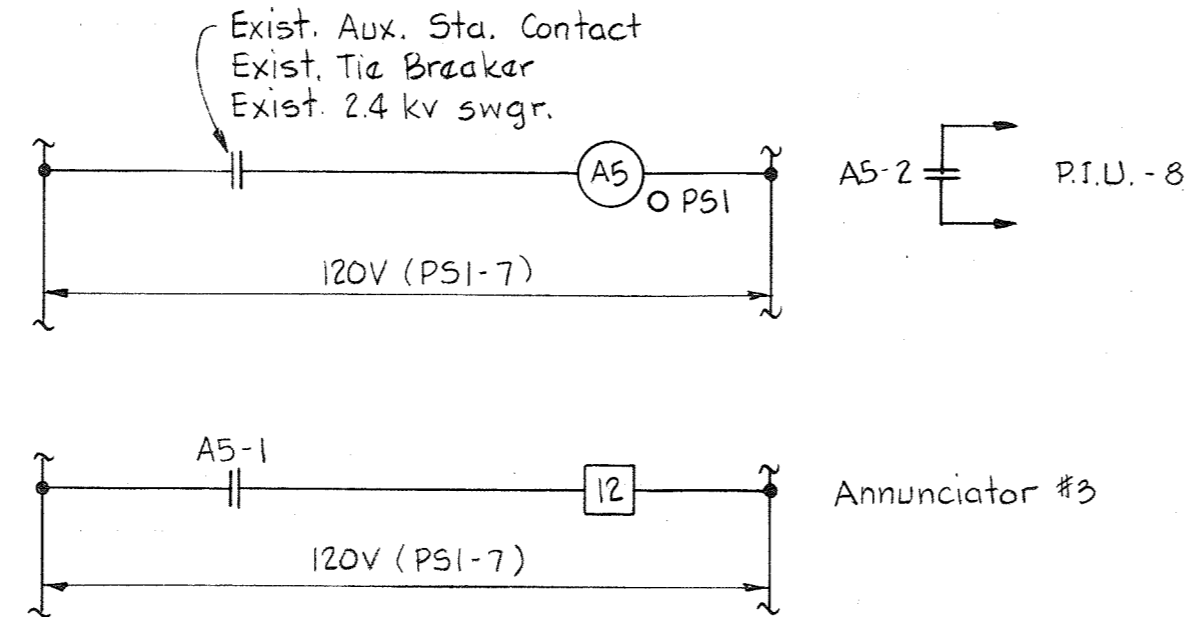 Exist. Aux. Sta. Contact
Exist. Tie Breaker
Exist. 2.4 kv swgr.
A5
PS1
A5-2
P.I.U. - 8
120V (PS1-7)
A5-1
12
Annunciator #3
120V (PS1-7)